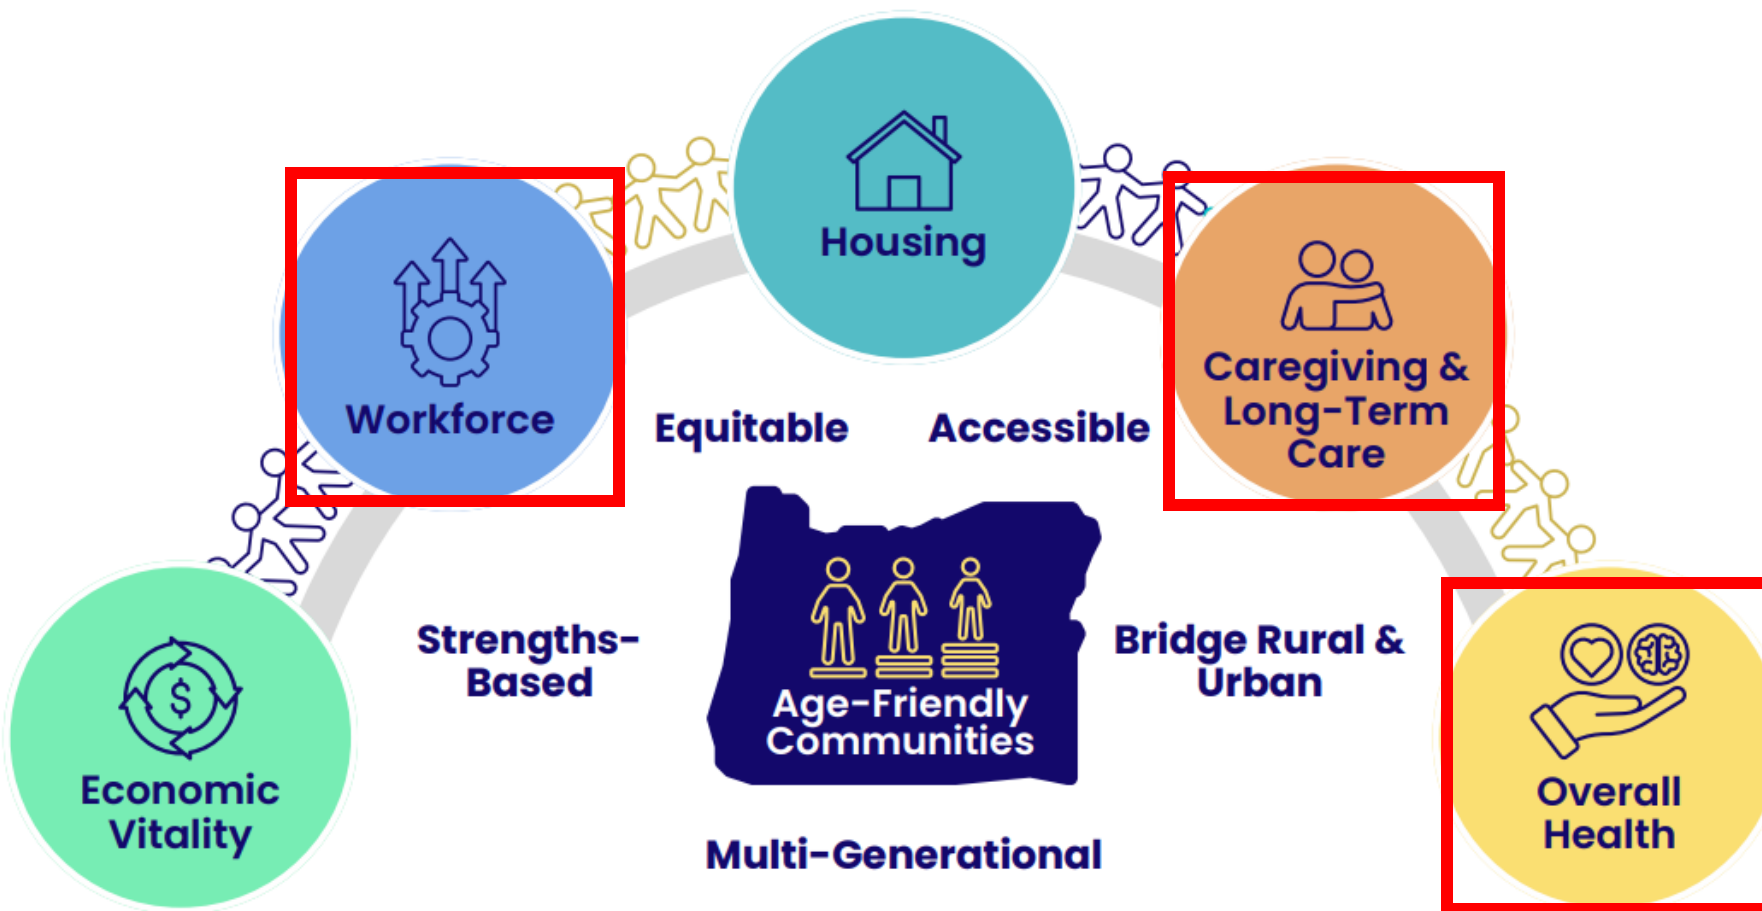 Housing
Workforce
Caregiving &
Long-Term
Care
Equitable
Accessible
Strengths-
Based
Age-Friendly
Communities
Bridge Rural &
Urban
Economic
Vitality
$
Overall
Health
Multi-Generational